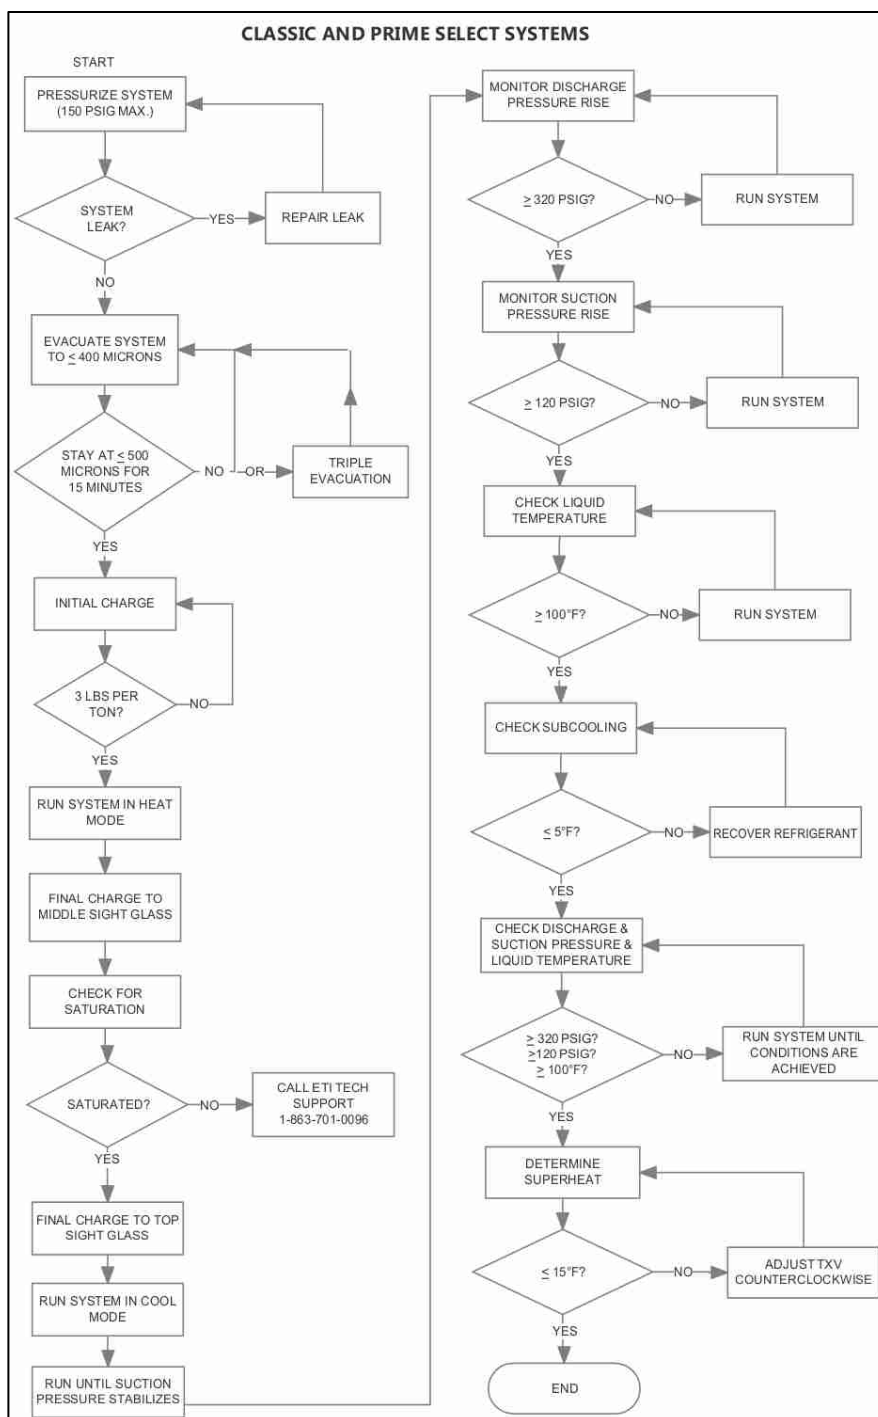 CLASSIC AND PRIME SELECT SYSTEMS
START
PRESSURIZE SYSTEM
(150 PSIG MAX.)
SYSTEM
LEAK?
YES
REPAIR LEAK
NO
EVACUATE SYSTEM
TO ≤ 400 MICRONS
STAY AT ≤ 500
MICRONS FOR
15 MINUTES
NO
OR
TRIPLE
EVACUATION
YES
INITIAL CHARGE
3 LBS PER
TON?
NO
YES
RUN SYSTEM IN HEAT
MODE
FINAL CHARGE TO
MIDDLE SIGHT GLASS
CHECK FOR
SATURATION
SATURATED?
NO
CALL ETI TECH
SUPPORT
1-863-701-0096
YES
FINAL CHARGE TO TOP
SIGHT GLASS
RUN SYSTEM IN COOL
MODE
RUN UNTIL SUCTION
PRESSURE STABILIZES
MONITOR DISCHARGE
PRESSURE RISE
≥ 320 PSIG?
NO
RUN SYSTEM
YES
MONITOR SUCTION
PRESSURE RISE
≥ 120 PSIG?
NO
RUN SYSTEM
YES
CHECK LIQUID
TEMPERATURE
≥ 100°F?
NO
RUN SYSTEM
YES
CHECK SUBCOOLING
≤ 5°F?
NO
RECOVER REFRIGERANT
YES
CHECK DISCHARGE &
SUCTION PRESSURE &
LIQUID TEMPERATURE
≥ 320 PSIG?
≥120 PSIG?
≥ 100°F?
NO
RUN SYSTEM UNTIL
CONDITIONS ARE
ACHIEVED
YES
DETERMINE
SUPERHEAT
≤ 15°F?
NO
ADJUST TXV
COUNTERCLOCKWISE
YES
END